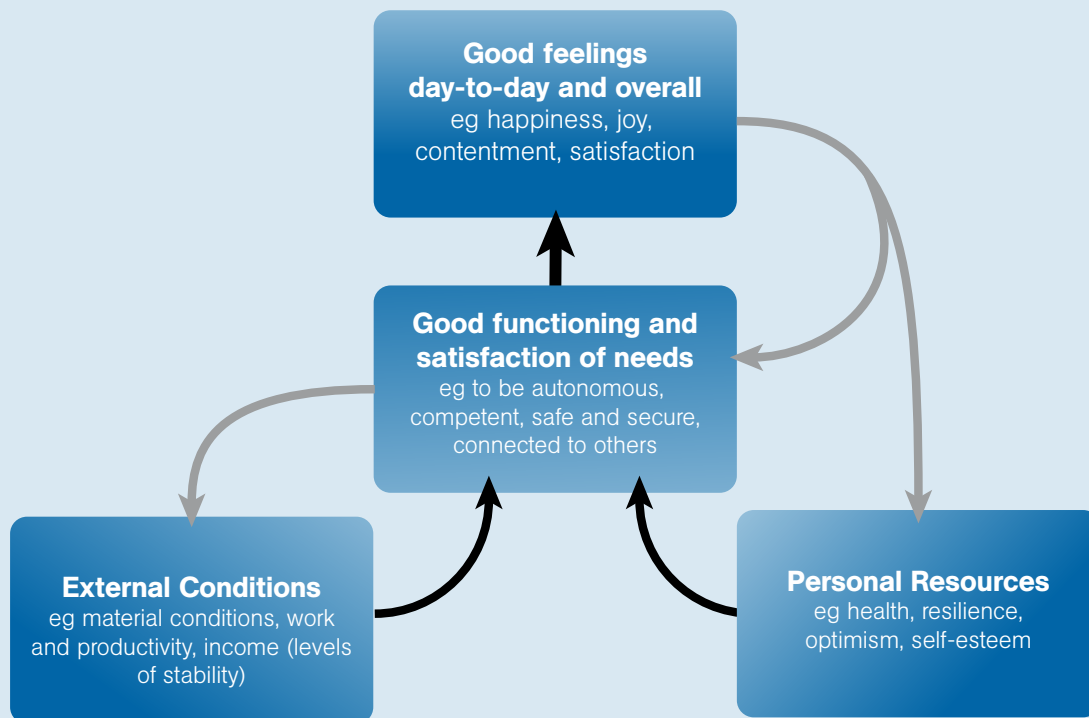 Good feelings
day-to-day and overall
eg happiness, joy,
contentment, satisfaction
Good functioning and
satisfaction of needs
eg to be autonomous,
competent, safe and secure,
connected to others
External Conditions
eg material conditions, work
and productivity, income (levels
of stability)
Personal Resources
eg health, resilience,
optimism, self-esteem